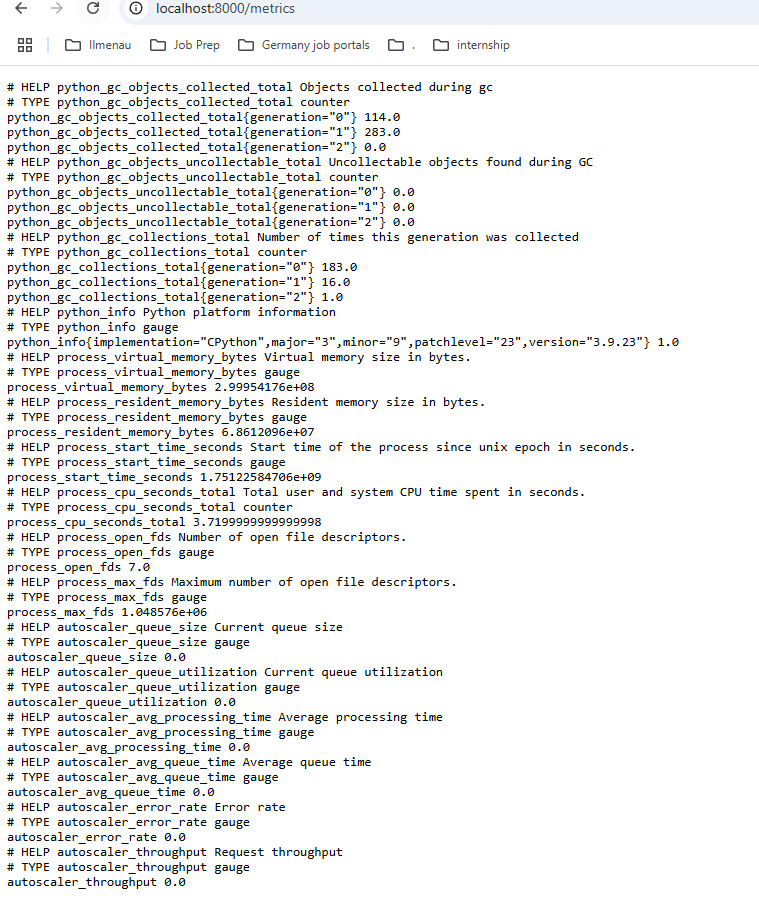 localhost:8000/metrics
Ilmenau Job Prep Germany job portals . internship
# HELP python_gc_objects_collected_total Objects collected during gc
# TYPE python_gc_objects_collected_total counter
python_gc_objects_collected_total{generation="0"} 114.0
python_gc_objects_collected_total{generation="1"} 283.0
python_gc_objects_collected_total{generation="2"} 0.0
# HELP python_gc_objects_uncollectable_total Uncollectable objects found during GC
# TYPE python_gc_objects_uncollectable_total counter
python_gc_objects_uncollectable_total{generation="0"} 0.0
python_gc_objects_uncollectable_total{generation="1"} 0.0
python_gc_objects_uncollectable_total{generation="2"} 0.0
# HELP python_gc_collections_total Number of times this generation was collected
# TYPE python_gc_collections_total counter
python_gc_collections_total{generation="0"} 183.0
python_gc_collections_total{generation="1"} 16.0
python_gc_collections_total{generation="2"} 1.0
# HELP python_info Python platform information
# TYPE python_info gauge
python_info{implementation="CPython",major="3",minor="9",patchlevel="23",version="3.9.23"} 1.0
# HELP process_virtual_memory_bytes Virtual memory size in bytes.
# TYPE process_virtual_memory_bytes gauge
process_virtual_memory_bytes 2.99954176e+08
# HELP process_resident_memory_bytes Resident memory size in bytes.
# TYPE process_resident_memory_bytes gauge
process_resident_memory_bytes 6.8612096e+07
# HELP process_start_time_seconds Start time of the process since unix epoch in seconds.
# TYPE process_start_time_seconds gauge
process_start_time_seconds 1.75122584706e+09
# HELP process_cpu_seconds_total Total user and system CPU time spent in seconds.
# TYPE process_cpu_seconds_total counter
process_cpu_seconds_total 3.7199999999999998
# HELP process_open_fds Number of open file descriptors.
# TYPE process_open_fds gauge
process_open_fds 7.0
# HELP process_max_fds Maximum number of open file descriptors.
# TYPE process_max_fds gauge
process_max_fds 1.048576e+06
# HELP autoscaler_queue_size Current queue size
# TYPE autoscaler_queue_size gauge
autoscaler_queue_size 0.0
# HELP autoscaler_queue_utilization Current queue utilization
# TYPE autoscaler_queue_utilization gauge
autoscaler_queue_utilization 0.0
# HELP autoscaler_avg_processing_time Average processing time
# TYPE autoscaler_avg_processing_time gauge
autoscaler_avg_processing_time 0.0
# HELP autoscaler_avg_queue_time Average queue time
# TYPE autoscaler_avg_queue_time gauge
autoscaler_avg_queue_time 0.0
# HELP autoscaler_error_rate Error rate
# TYPE autoscaler_error_rate gauge
autoscaler_error_rate 0.0
# HELP autoscaler_throughput Request throughput
# TYPE autoscaler_throughput gauge
autoscaler_throughput 0.0